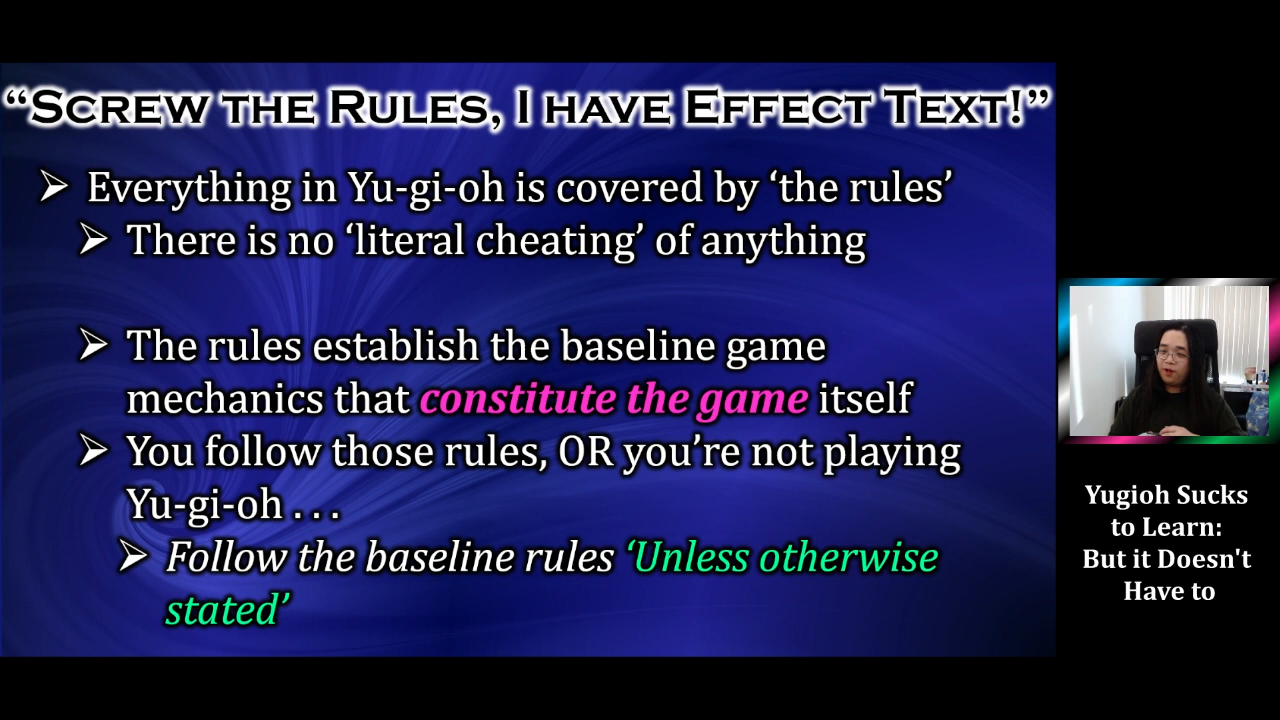 “Screw the Rules, I have Effect Text!”
Everything in Yu-gi-oh is covered by ‘the rules’
There is no ‘literal cheating’ of anything
The rules establish the baseline game
mechanics that constitute the game itself
You follow those rules, OR you’re not playing
Yu-gi-oh . . .
Follow the baseline rules ‘Unless otherwise
stated’
Yugioh Sucks
to Learn:
But it Doesn't
Have to